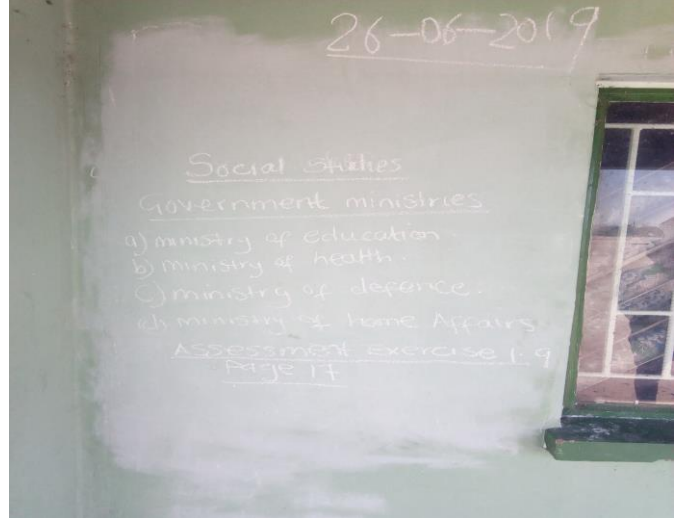 26-06-2019
Social Studies
Government ministries
a) ministry of education
b) ministry of health.
c) ministry of defence.
d) ministry of home Affairs.
Assessment exercise 1.9
Page 17